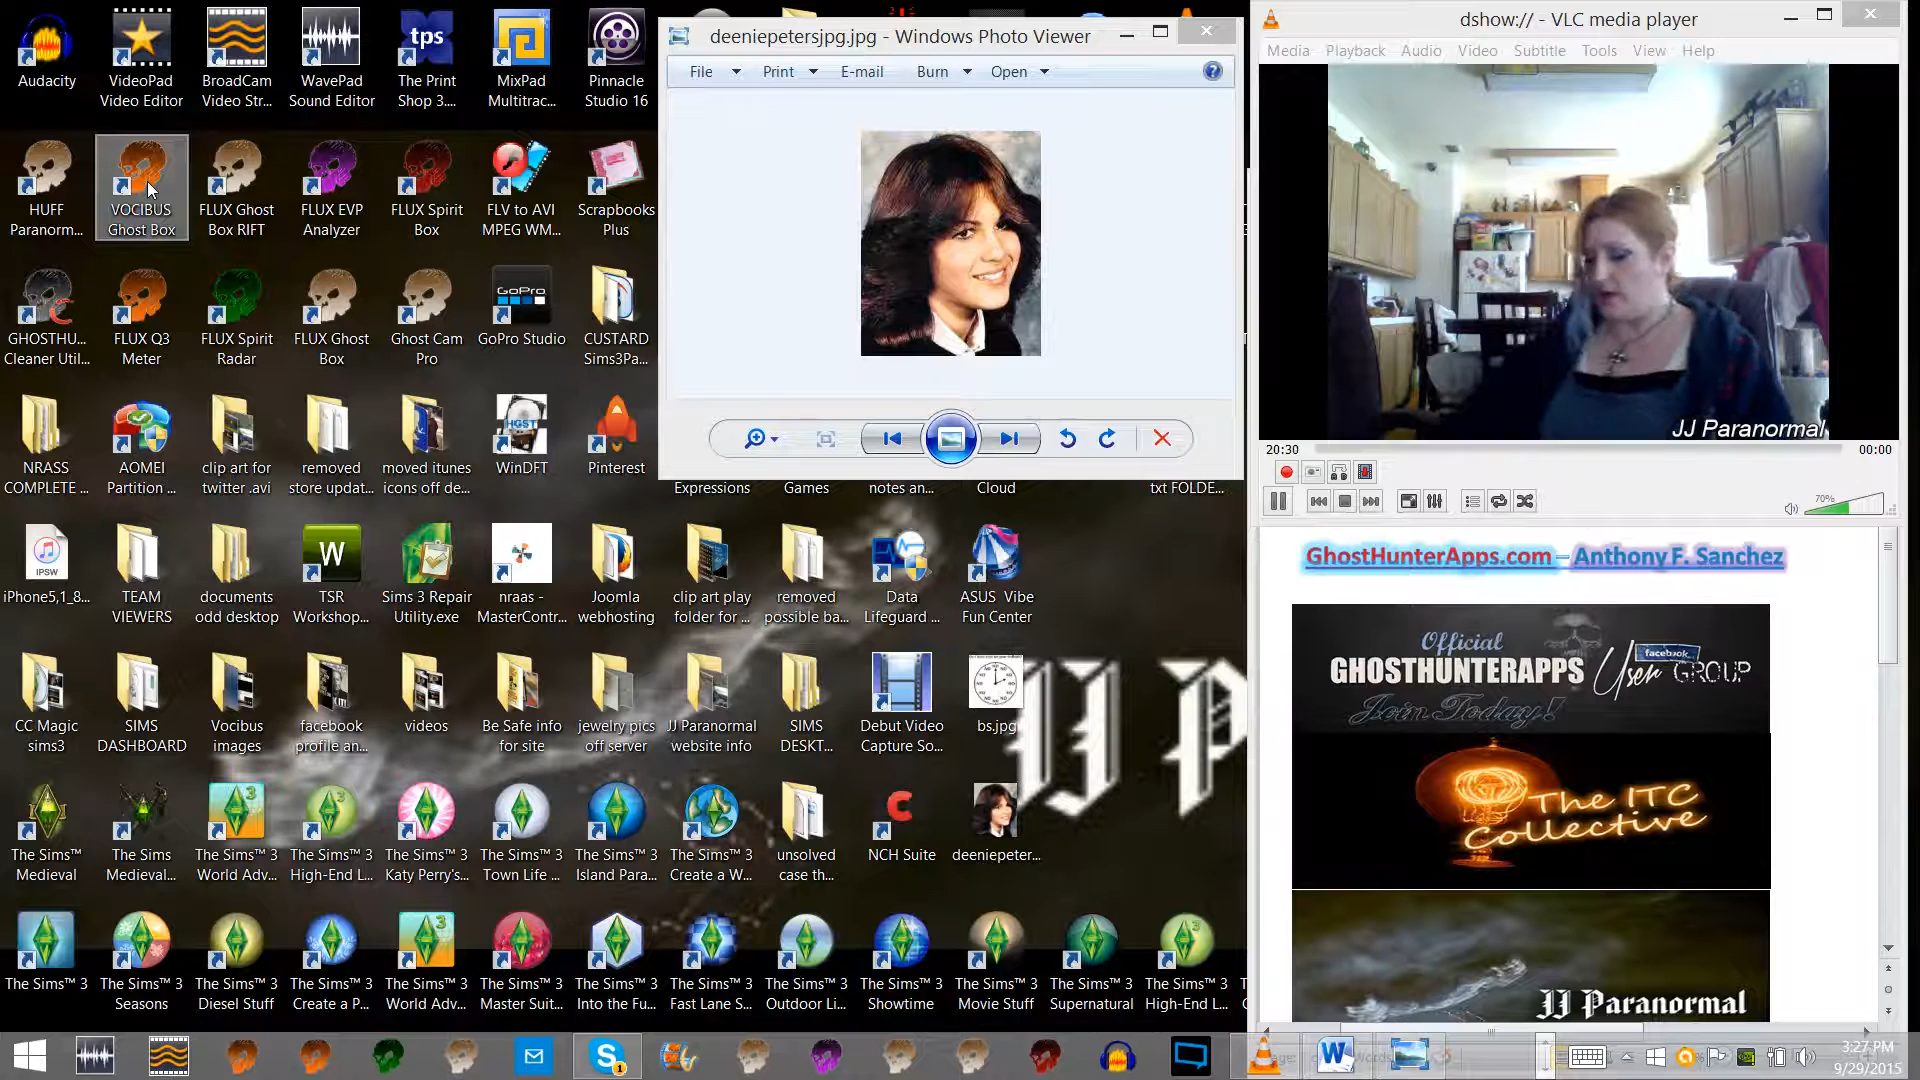 Audacity
VideoPad
Video Editor
BroadCam
Video Str...
WavePad
Sound Editor
The Print
Shop 3....
MixPad
Multitrac...
Pinnacle
Studio 16
tps
HUFF
Paranorm...
VOCIBUS
Ghost Box
FLUX Ghost
Box RIFT
FLUX EVP
Analyzer
FLUX Spirit
Box
FLV to AVI
MPEG WM...
Scrapbooks
Plus
GHOSTHU...
Cleaner Util...
FLUX Q3
Meter
FLUX Spirit
Radar
FLUX Ghost
Box
Ghost Cam
Pro
GoPro
GoPro Studio
CUSTARD
Sims3Pa...
NRASS
COMPLETE ...
AOMEI
Partition ...
clip art for
twitter .avi
removed
store updat...
moved itunes
icons off de...
HGST
WinDFT
Pinterest
Expressions
Games
notes an...
Cloud
txt FOLDE...
IPSW
iPhone5,1_8...
TEAM
VIEWERS
documents
odd desktop
W
TSR
Workshop...
Sims 3 Repair
Utility.exe
nraas -
MasterContr...
Joomla
webhosting
clip art play
folder for ...
removed
possible ba...
Data
Lifeguard ...
ASUS Vibe
Fun Center
CC Magic
sims3
SIMS
DASHBOARD
Vocibus
images
facebook
profile an...
videos
Be Safe info
for site
jewelry pics
off server
JJ Paranormal
website info
SIMS
DESKT...
Debut Video
Capture So...
bs.jpg
JJ P
The Sims™
Medieval
The Sims
Medieval...
The Sims™ 3
World Adv...
The Sims™ 3
High-End L...
The Sims™ 3
Katy Perry's...
The Sims™ 3
Town Life ...
The Sims™ 3
Island Para...
The Sims™ 3
Create a W...
unsolved
case th...
NCH Suite
deeniepeter...
The Sims™ 3
The Sims™ 3
Seasons
The Sims™ 3
Diesel Stuff
The Sims™ 3
Create a P...
The Sims™ 3
World Adv...
The Sims™ 3
Master Suit...
The Sims™ 3
Into the Fu...
The Sims™ 3
Fast Lane S...
The Sims™ 3
Outdoor Li...
The Sims™ 3
Showtime
The Sims™ 3
Movie Stuff
The Sims™ 3
Supernatural
The Sims™ 3
High-End L...
deeniepetersjpg.jpg - Windows Photo Viewer
File Print E-mail Burn Open
dshow:// - VLC media player
Media Playback Audio Video Subtitle Tools View Help
JJ Paranormal
20:30 00:00
70%
GhostHunterApps.com – Anthony F. Sanchez
Official
GHOSTHUNTERAPPS
facebook
User GROUP
Join Today!
The ITC
Collective
JJ Paranormal
3:27 PM
9/29/2015